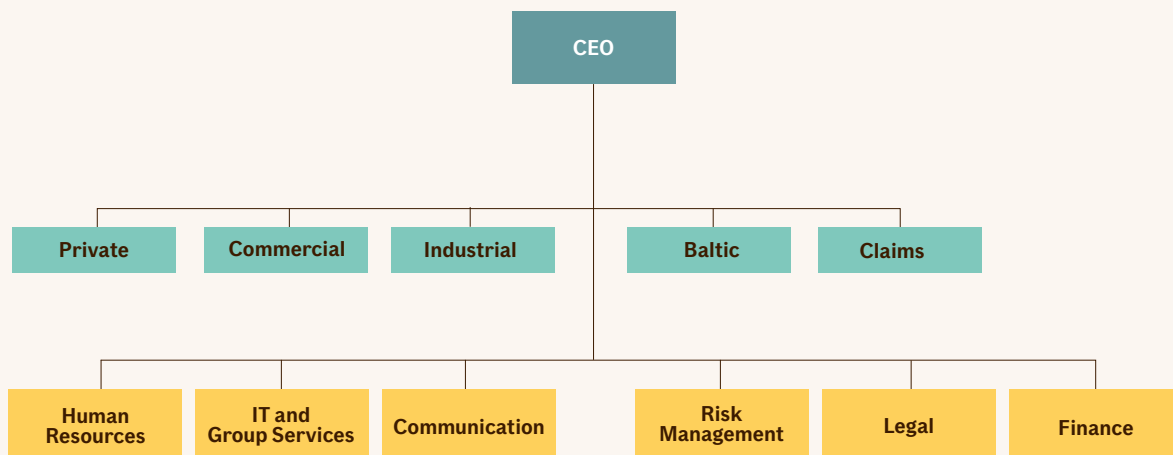 CEO
Private
Commercial
Industrial
Baltic
Claims
Human
Resources
IT and
Group Services
Communication
Risk
Management
Legal
Finance